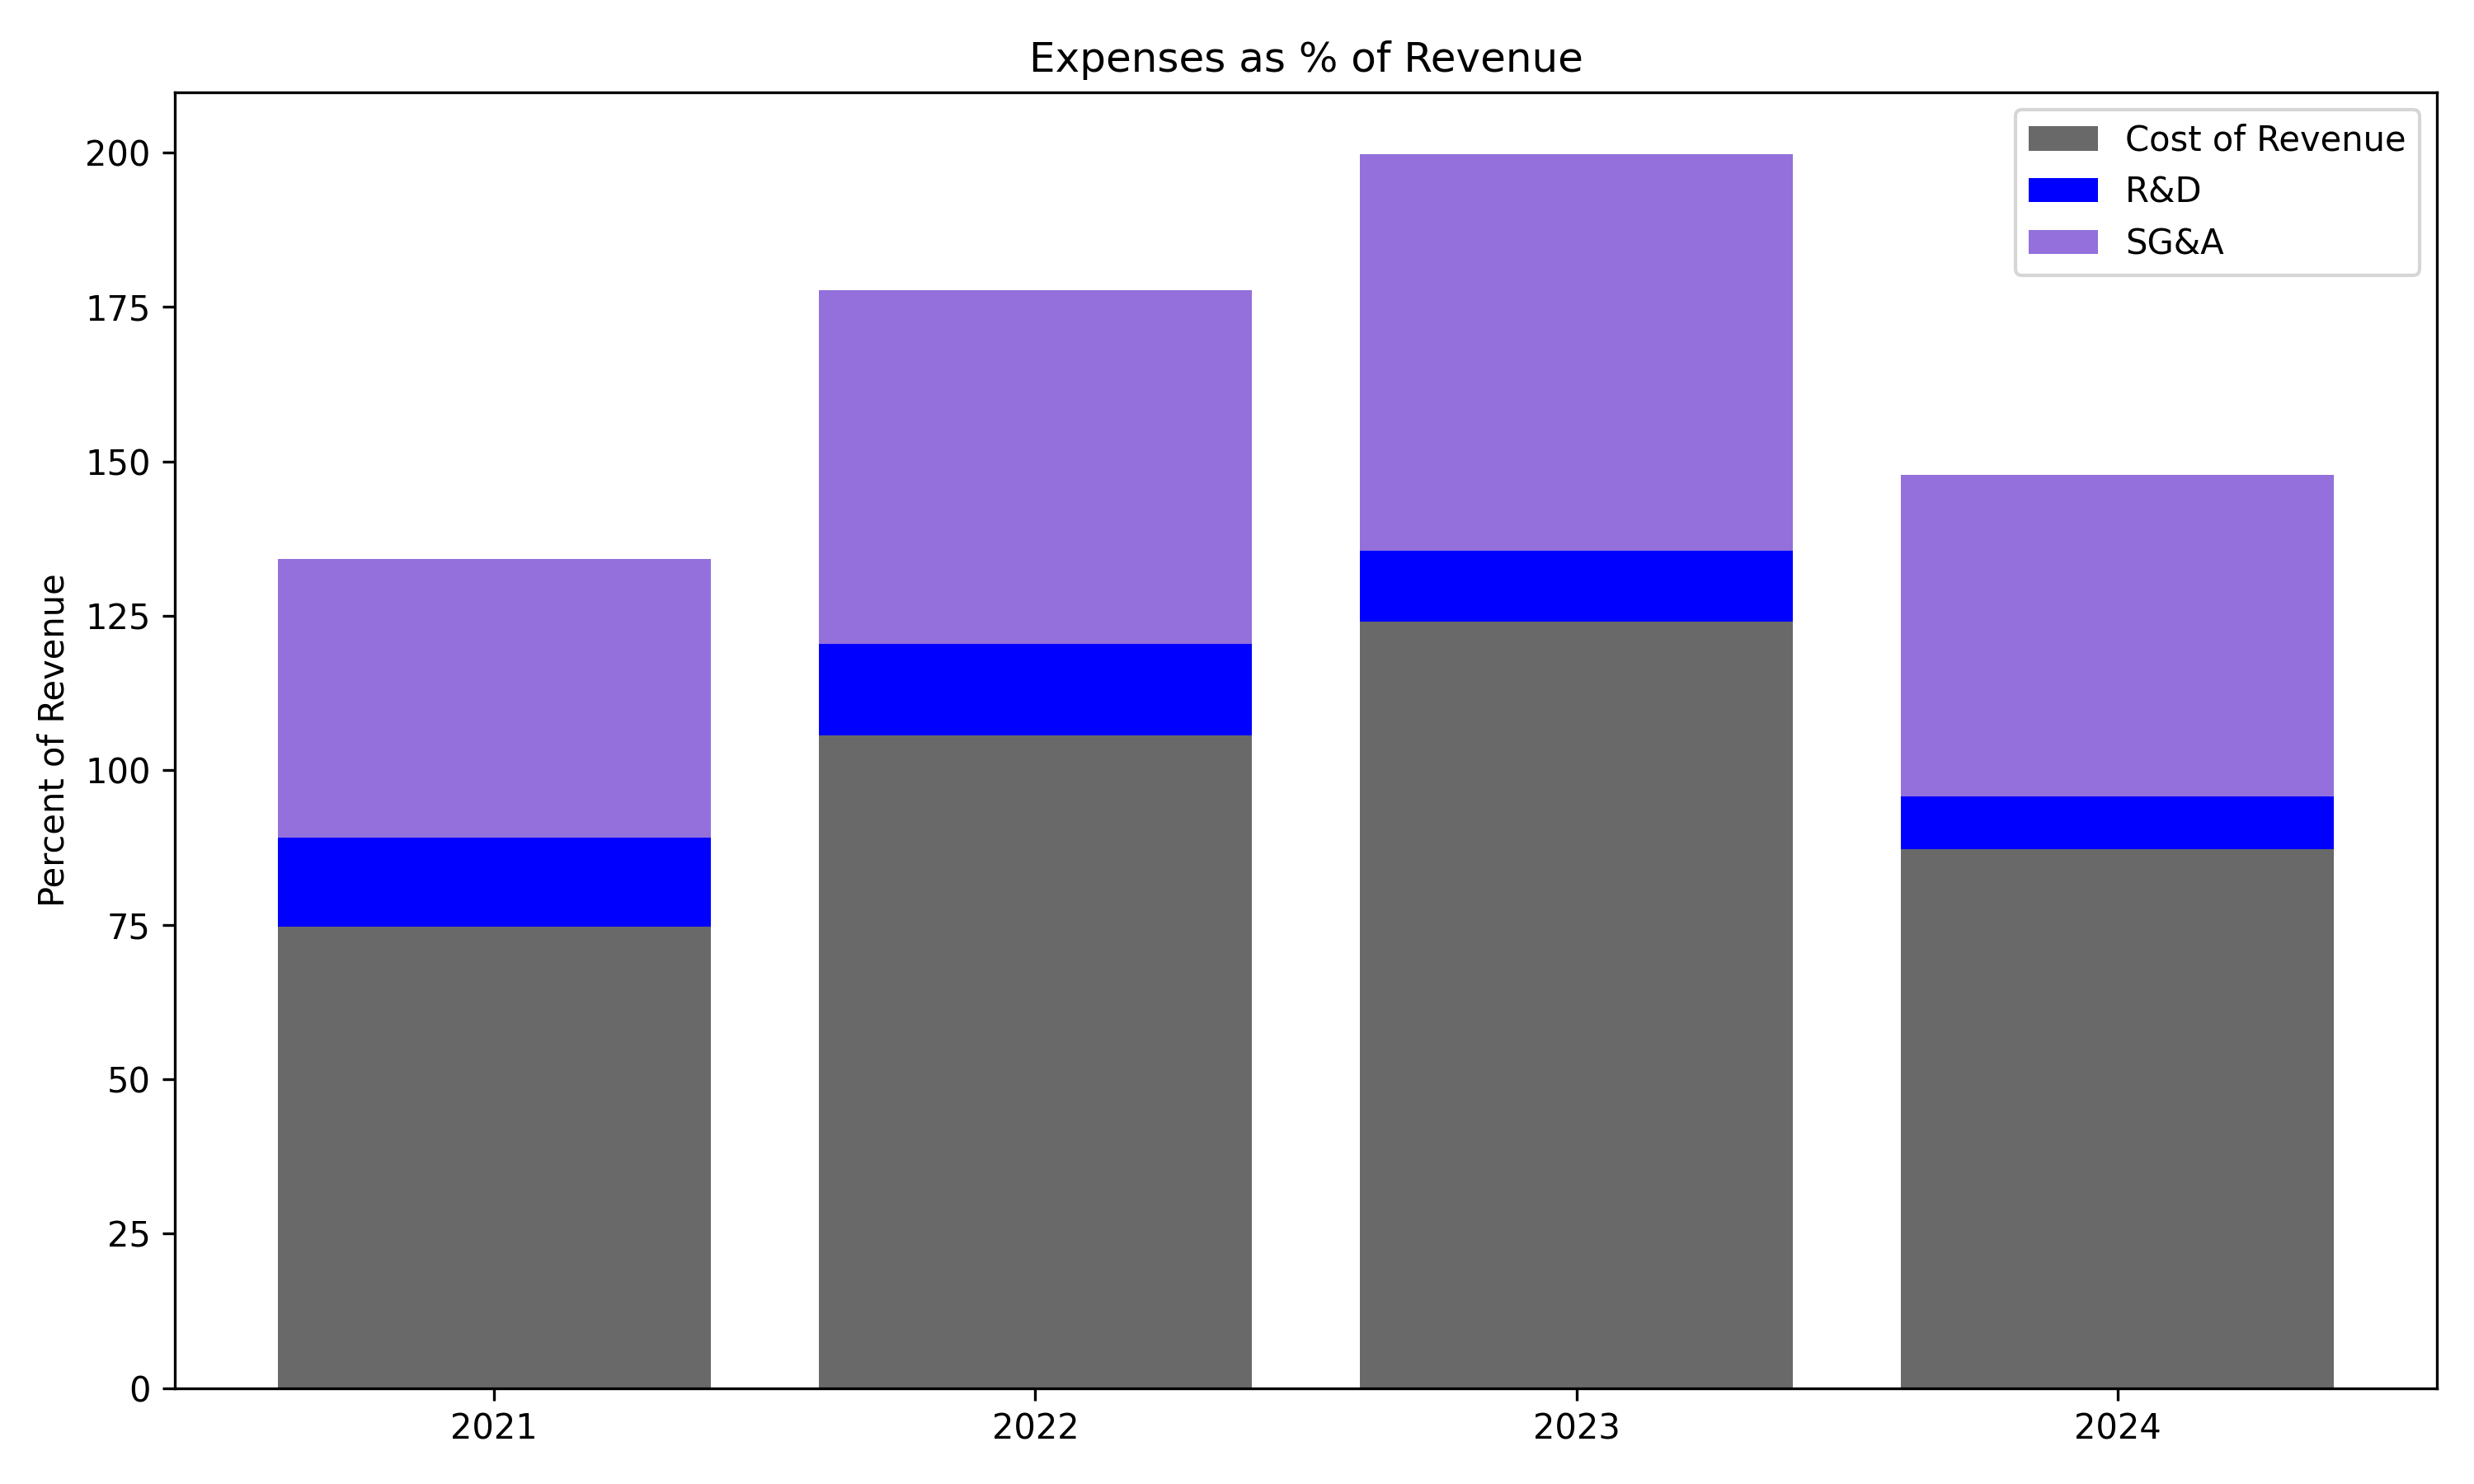 Expenses as % of Revenue
Cost of Revenue
R&D
SG&A
Percent of Revenue
200
175
150
125
100
75
50
25
0
2021 2022 2023 2024